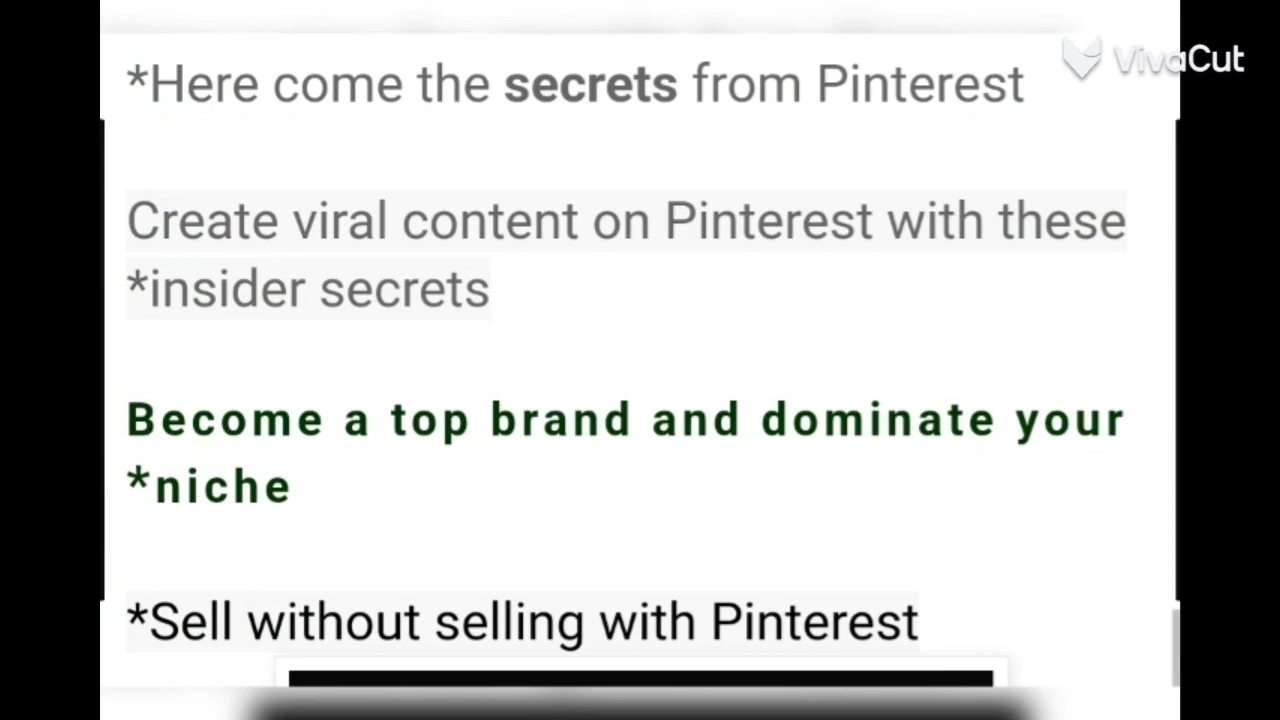 *Here come the secrets from Pinterest
VivaCut
Create viral content on Pinterest with these
*insider secrets
Become a top brand and dominate your
*niche
*Sell without selling with Pinterest